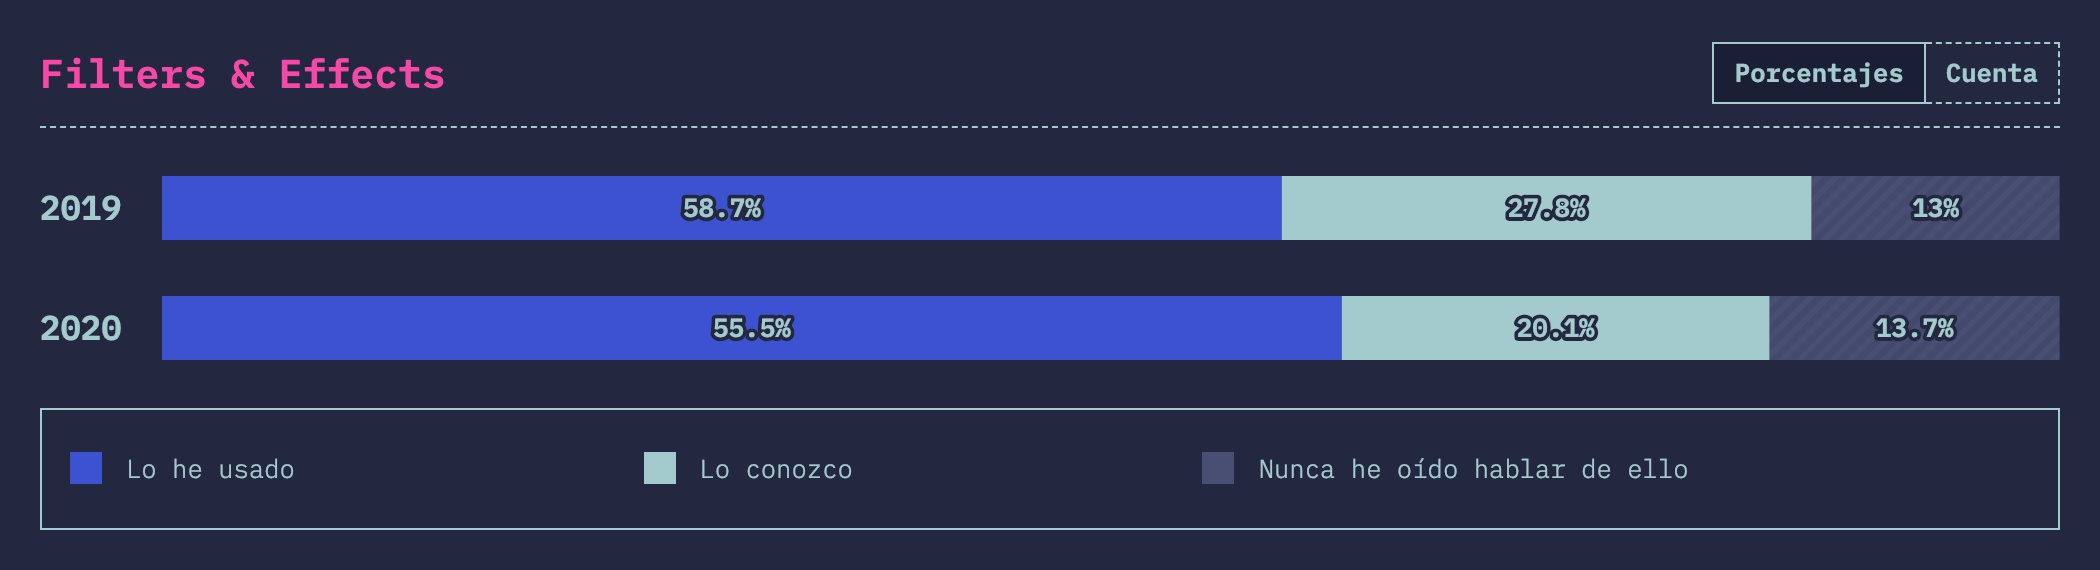 Filters & Effects
Porcentajes Cuenta
2019 58.7% 27.8% 13%
2020 55.5% 20.1% 13.7%
Lo he usado Lo conozco Nunca he oído hablar de ello